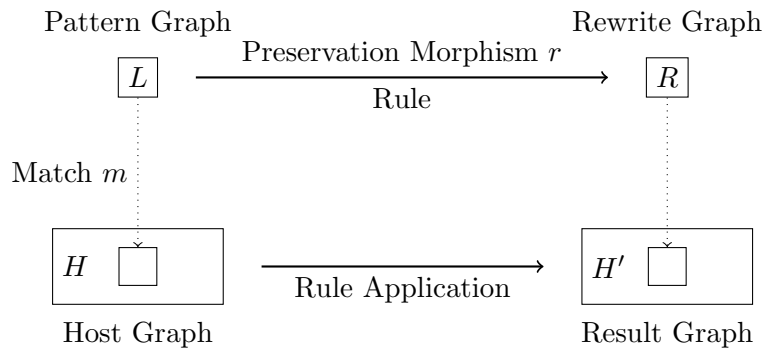 Pattern Graph
Rewrite Graph
Preservation Morphism r
L
R
Rule
Match m
H
H′
Rule Application
Host Graph
Result Graph